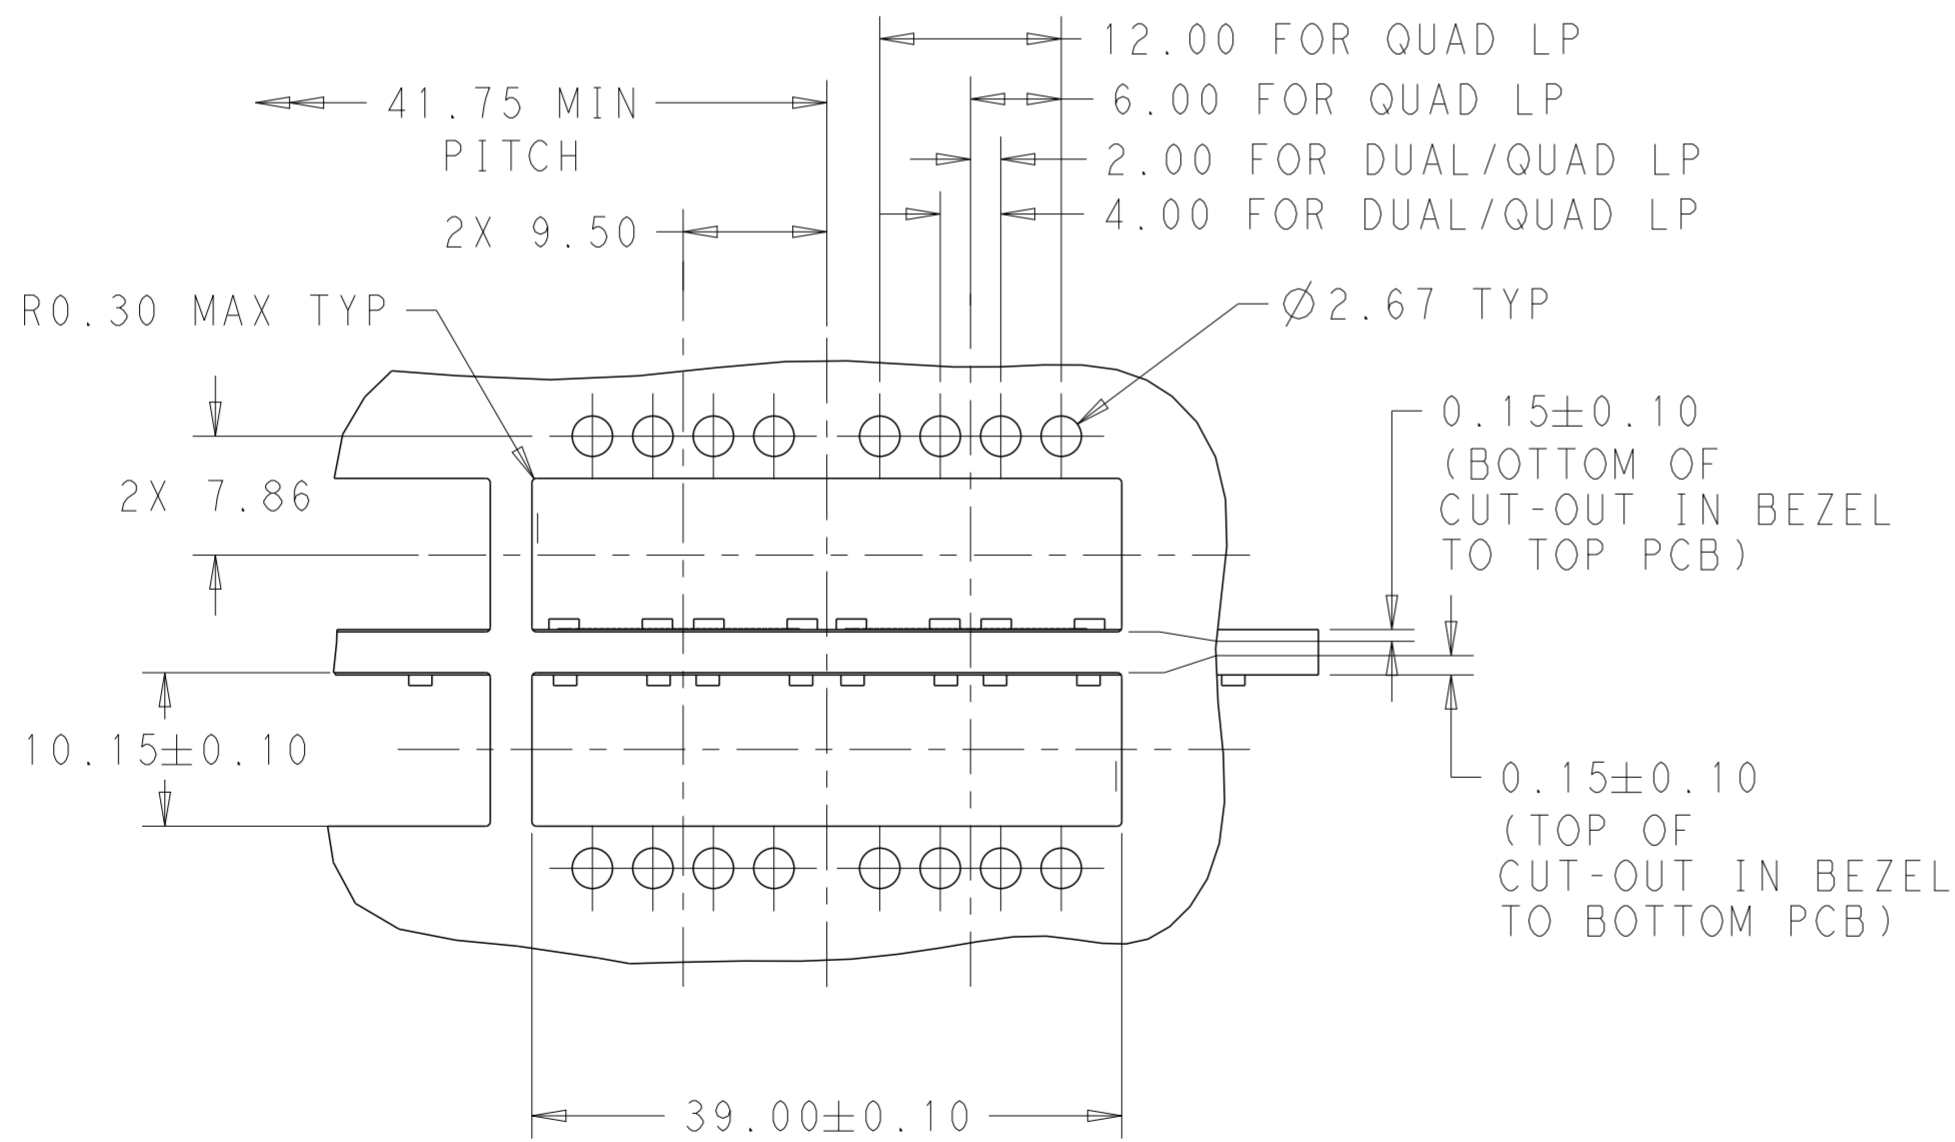 12.00 FOR QUAD LP
41.75 MIN
PITCH
6.00 FOR QUAD LP
2.00 FOR DUAL/QUAD LP
4.00 FOR DUAL/QUAD LP
2X 9.50
R0.30 MAX TYP
Ø2.67 TYP
2X 7.86
0.15±0.10
(BOTTOM OF
CUT-OUT IN BEZEL
TO TOP PCB)
10.15±0.10
0.15±0.10
(TOP OF
CUT-OUT IN BEZEL
TO BOTTOM PCB)
39.00±0.10